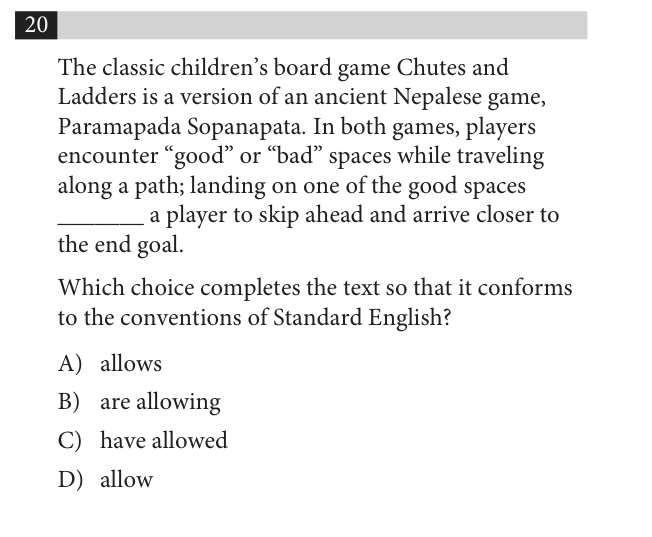 20
The classic children’s board game Chutes and
Ladders is a version of an ancient Nepalese game,
Paramapada Sopanapata. In both games, players
encounter “good” or “bad” spaces while traveling
along a path; landing on one of the good spaces
_______ a player to skip ahead and arrive closer to
the end goal.
Which choice completes the text so that it conforms
to the conventions of Standard English?
A) allows
B) are allowing
C) have allowed
D) allow